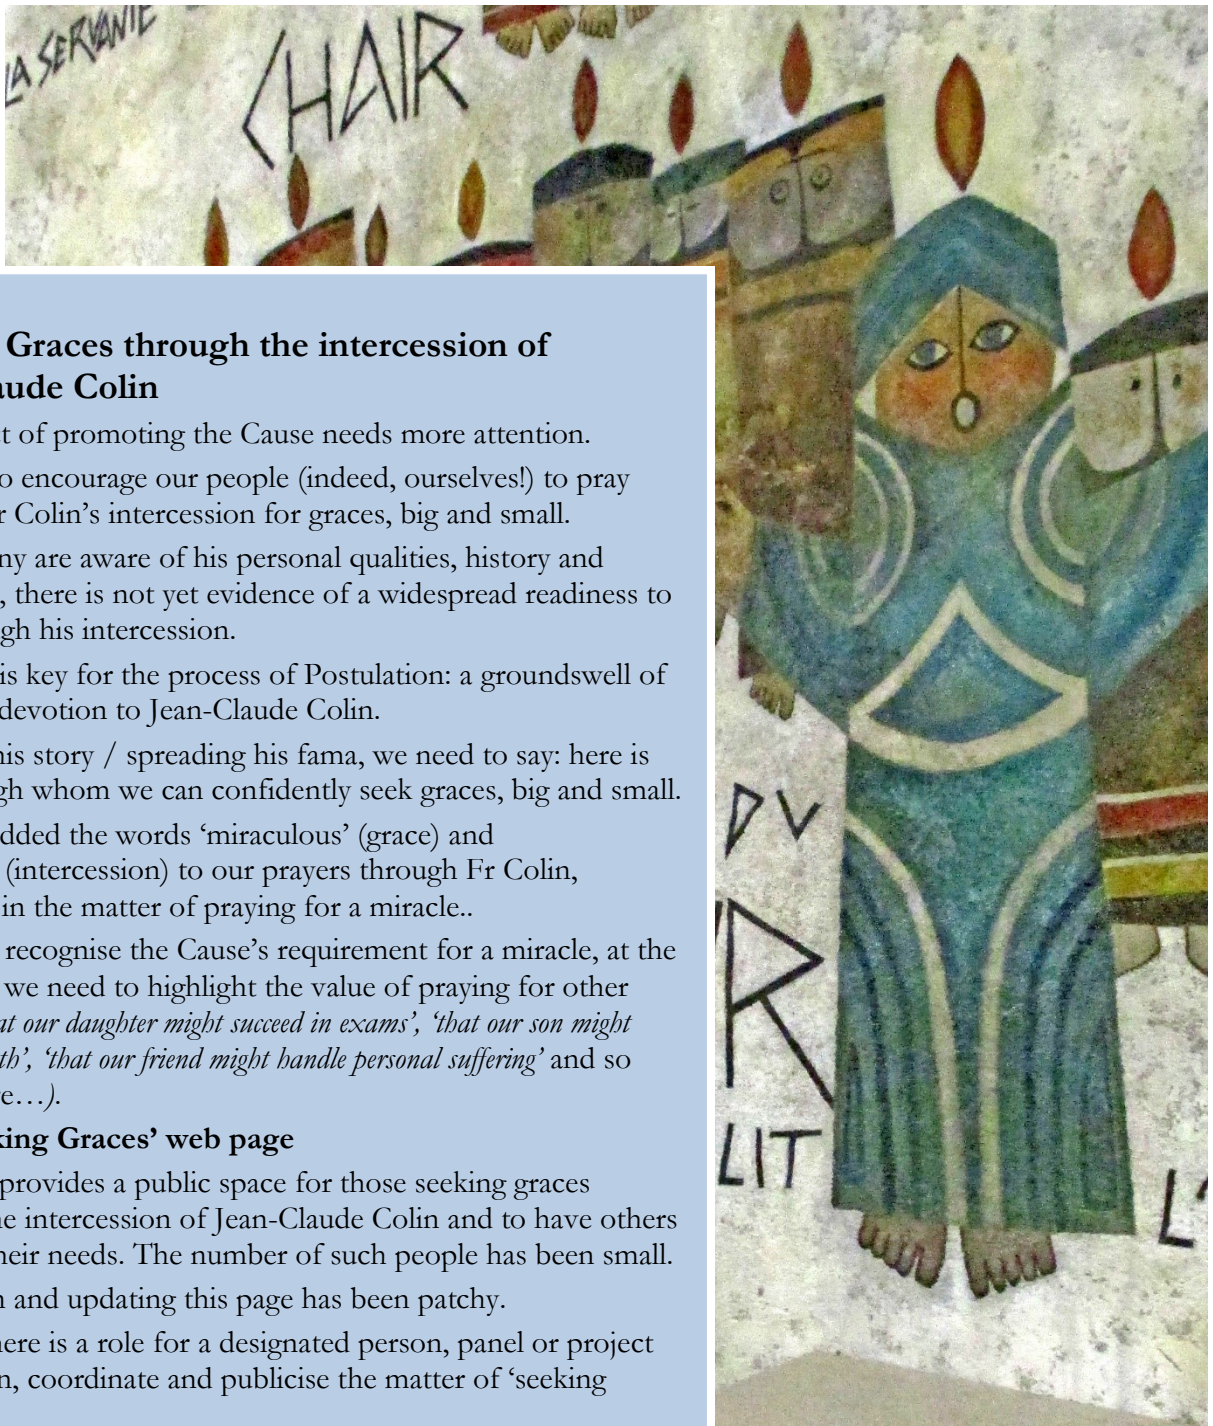 LA SERVANTE
CHAIR
Graces through the intercession of
aude Colin
ct of promoting the Cause needs more attention.
o encourage our people (indeed, ourselves!) to pray
r Colin’s intercession for graces, big and small.
ny are aware of his personal qualities, history and
, there is not yet evidence of a widespread readiness to
gh his intercession.
is key for the process of Postulation: a groundswell of
devotion to Jean-Claude Colin.
his story / spreading his fama, we need to say: here is
gh whom we can confidently seek graces, big and small.
dded the words ‘miraculous’ (grace) and
(intercession) to our prayers through Fr Colin,
in the matter of praying for a miracle..
recognise the Cause’s requirement for a miracle, at the
we need to highlight the value of praying for other
at our daughter might succeed in exams’, ‘that our son might
th’, ‘that our friend might handle personal suffering’ and so
re…).
king Graces’ web page
provides a public space for those seeking graces
he intercession of Jean-Claude Colin and to have others
heir needs. The number of such people has been small.
n and updating this page has been patchy.
here is a role for a designated person, panel or project
n, coordinate and publicise the matter of ‘seeking
DU
R
LIT
L'